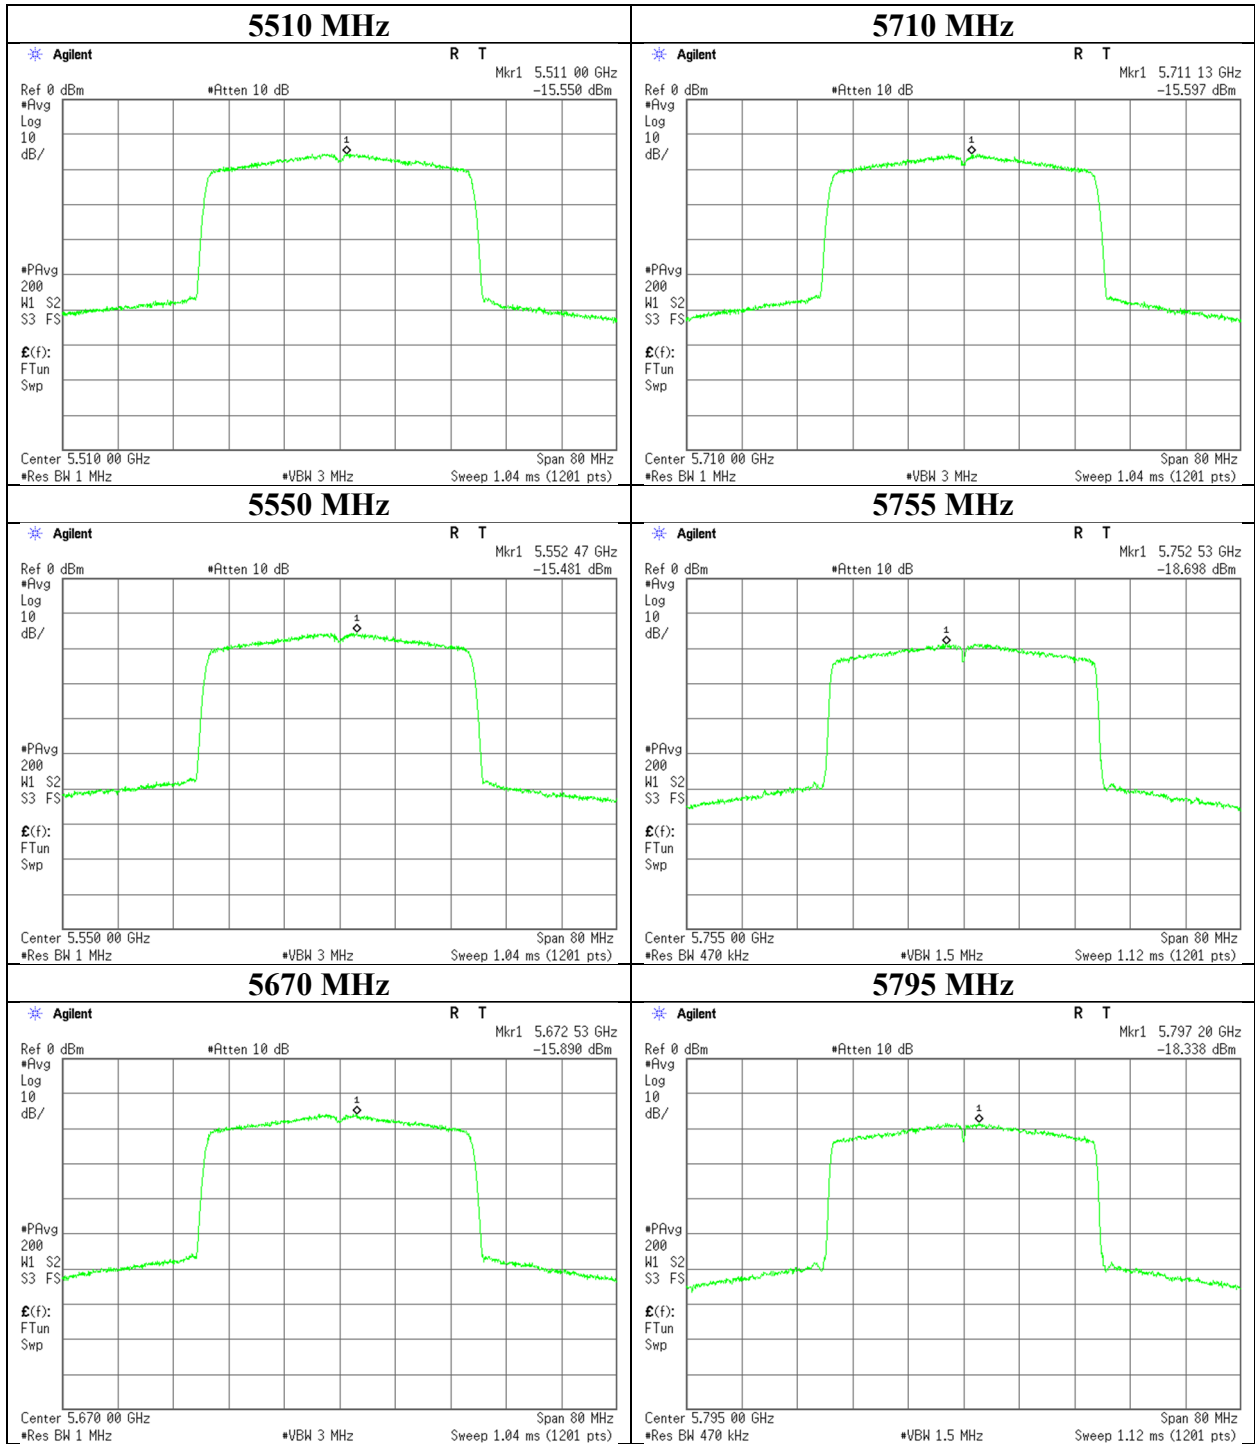 5510 MHz
Agilent R T
Mkr1 5.511 00 GHz
Ref 0 dBm #Atten 10 dB -15.550 dBm
#Avg
Log
10
dB/
1
#PAvg
200
W1 S2
S3 FS
£(f):
FTun
Swp
Center 5.510 00 GHz Span 80 MHz
#Res BW 1 MHz #VBW 3 MHz Sweep 1.04 ms (1201 pts)
5710 MHz
Agilent R T
Mkr1 5.711 13 GHz
Ref 0 dBm #Atten 10 dB -15.597 dBm
#Avg
Log
10
dB/
1
#PAvg
200
W1 S2
S3 FS
£(f):
FTun
Swp
Center 5.710 00 GHz Span 80 MHz
#Res BW 1 MHz #VBW 3 MHz Sweep 1.04 ms (1201 pts)
5550 MHz
Agilent R T
Mkr1 5.552 47 GHz
Ref 0 dBm #Atten 10 dB -15.481 dBm
#Avg
Log
10
dB/
1
#PAvg
200
W1 S2
S3 FS
£(f):
FTun
Swp
Center 5.550 00 GHz Span 80 MHz
#Res BW 1 MHz #VBW 3 MHz Sweep 1.04 ms (1201 pts)
5755 MHz
Agilent R T
Mkr1 5.752 53 GHz
Ref 0 dBm #Atten 10 dB -18.698 dBm
#Avg
Log
10
dB/
1
#PAvg
200
W1 S2
S3 FS
£(f):
FTun
Swp
Center 5.755 00 GHz Span 80 MHz
#Res BW 470 kHz #VBW 1.5 MHz Sweep 1.12 ms (1201 pts)
5670 MHz
Agilent R T
Mkr1 5.672 53 GHz
Ref 0 dBm #Atten 10 dB -15.890 dBm
#Avg
Log
10
dB/
1
#PAvg
200
W1 S2
S3 FS
£(f):
FTun
Swp
Center 5.670 00 GHz Span 80 MHz
#Res BW 1 MHz #VBW 3 MHz Sweep 1.04 ms (1201 pts)
5795 MHz
Agilent R T
Mkr1 5.797 20 GHz
Ref 0 dBm #Atten 10 dB -18.338 dBm
#Avg
Log
10
dB/
1
#PAvg
200
W1 S2
S3 FS
£(f):
FTun
Swp
Center 5.795 00 GHz Span 80 MHz
#Res BW 470 kHz #VBW 1.5 MHz Sweep 1.12 ms (1201 pts)